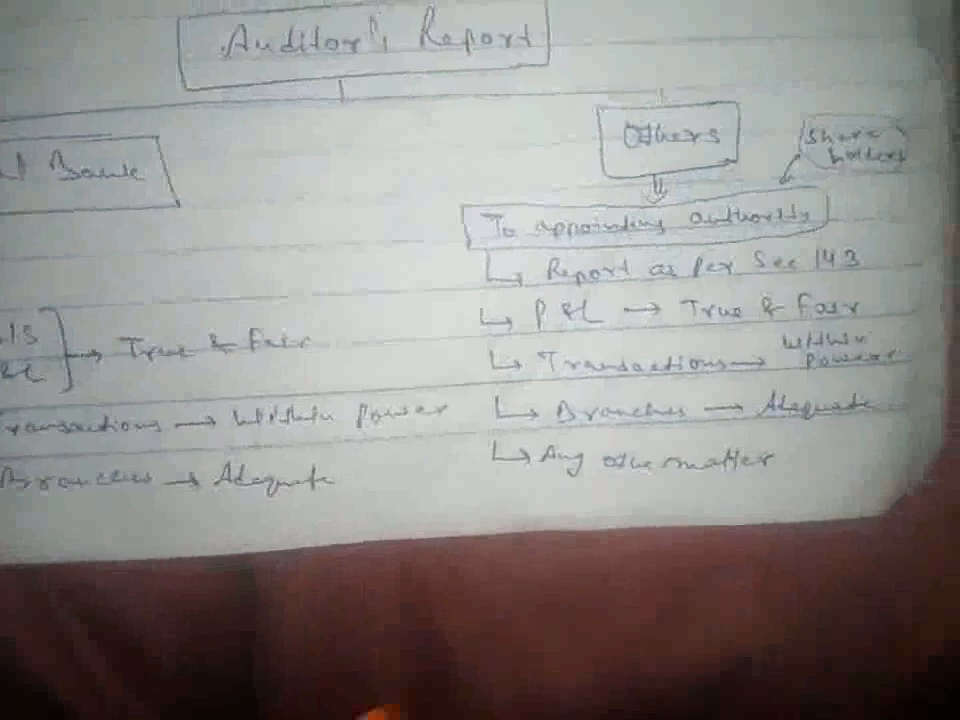 Auditor's Report
Others
Share
holders
Bank
To appointing authority
Report as per Sec 143
P & L → True & Fair
Transactions → Within
Power
Branches → Adequate
Any other matter
→ True & Fair
Transactions → Within Power
Branches → Adequate